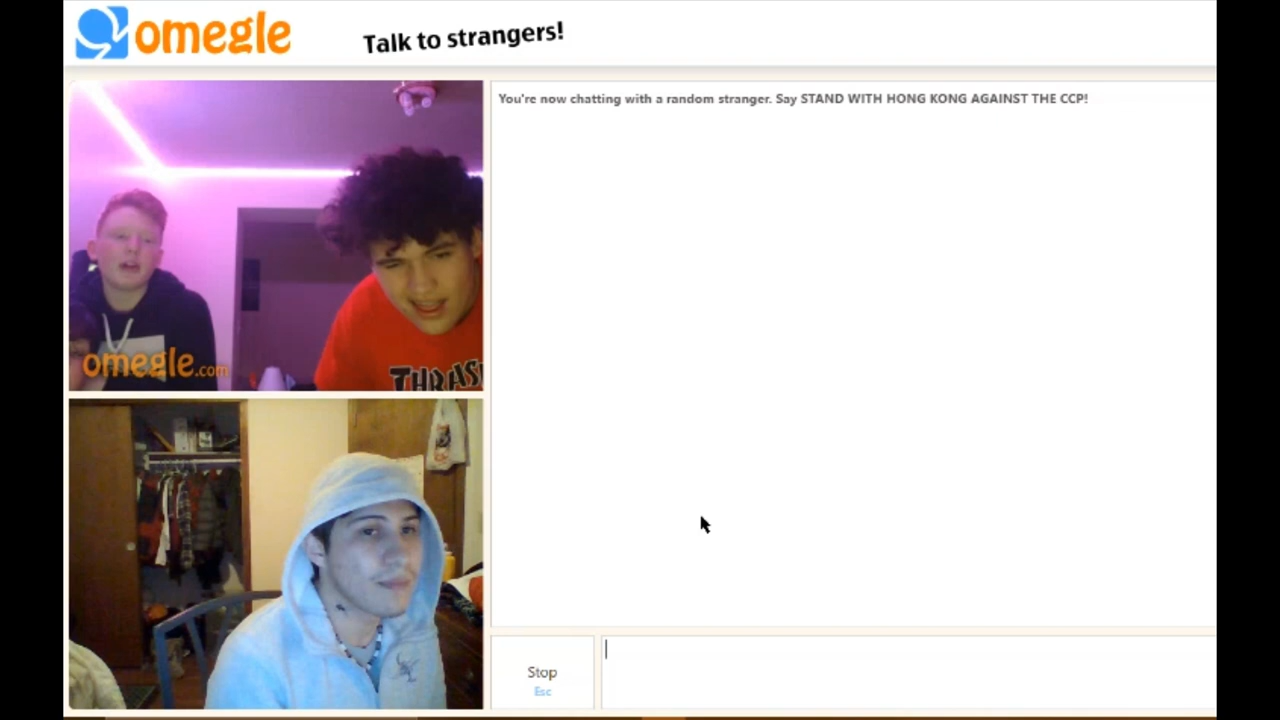 omegle
Talk to strangers!
You're now chatting with a random stranger. Say STAND WITH HONG KONG AGAINST THE CCP!
omegle.com
THRAS
Stop
Esc